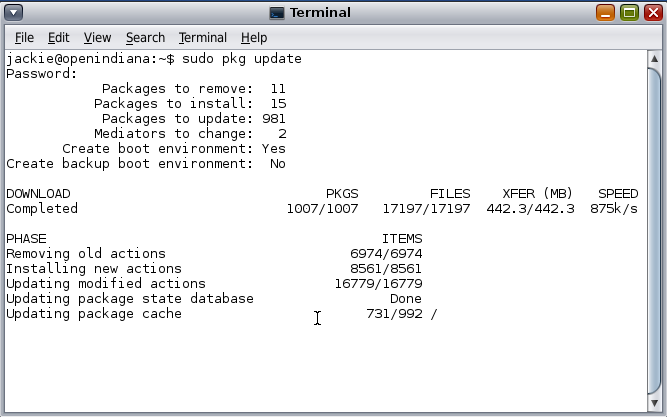 Terminal
File Edit View Search Terminal Help
jackie@openindiana:~$ sudo pkg update
Password:
Packages to remove: 11
Packages to install: 15
Packages to update: 981
Mediators to change: 2
Create boot environment: Yes
Create backup boot environment: No
DOWNLOAD PKGS FILES XFER (MB) SPEED
Completed 1007/1007 17197/17197 442.3/442.3 875k/s
PHASE ITEMS
Removing old actions 6974/6974
Installing new actions 8561/8561
Updating modified actions 16779/16779
Updating package state database Done
Updating package cache 731/992 /